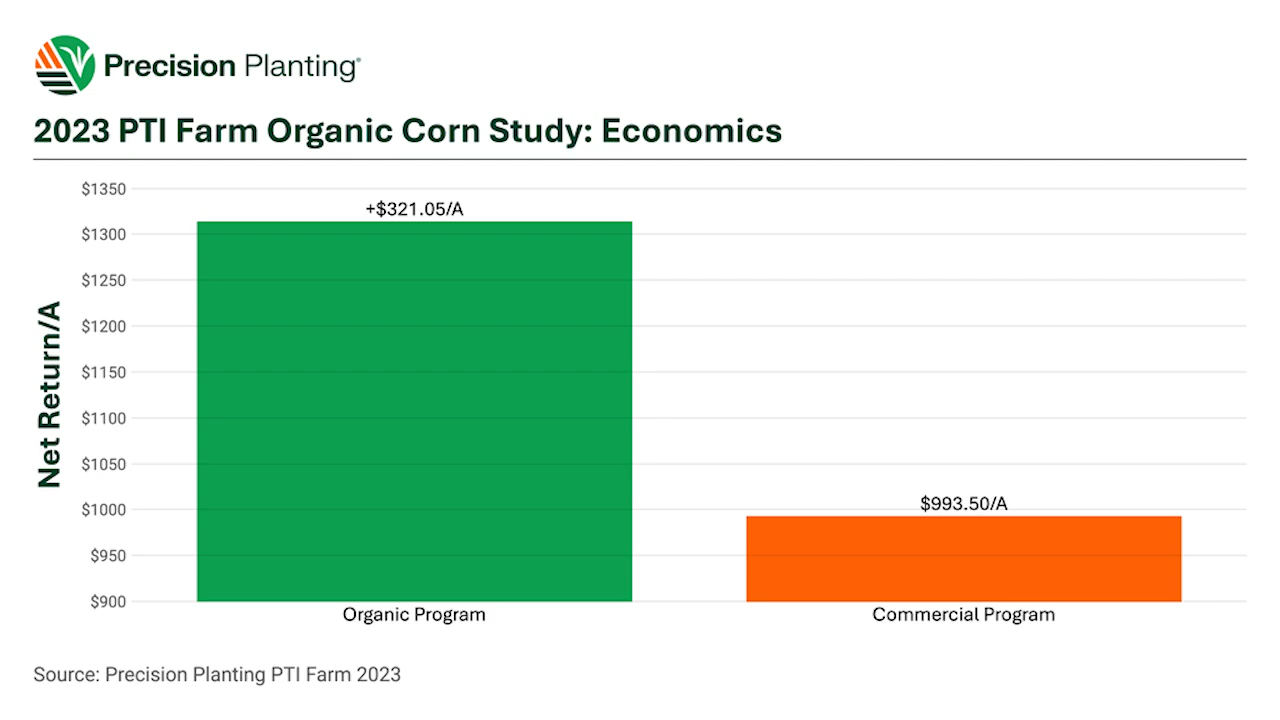 Precision Planting®
2023 PTI Farm Organic Corn Study: Economics
Net Return/A
$1350
$1300
$1250
$1200
$1150
$1100
$1050
$1000
$950
$900
+$321.05/A
$993.50/A
Organic Program
Commercial Program
Source: Precision Planting PTI Farm 2023